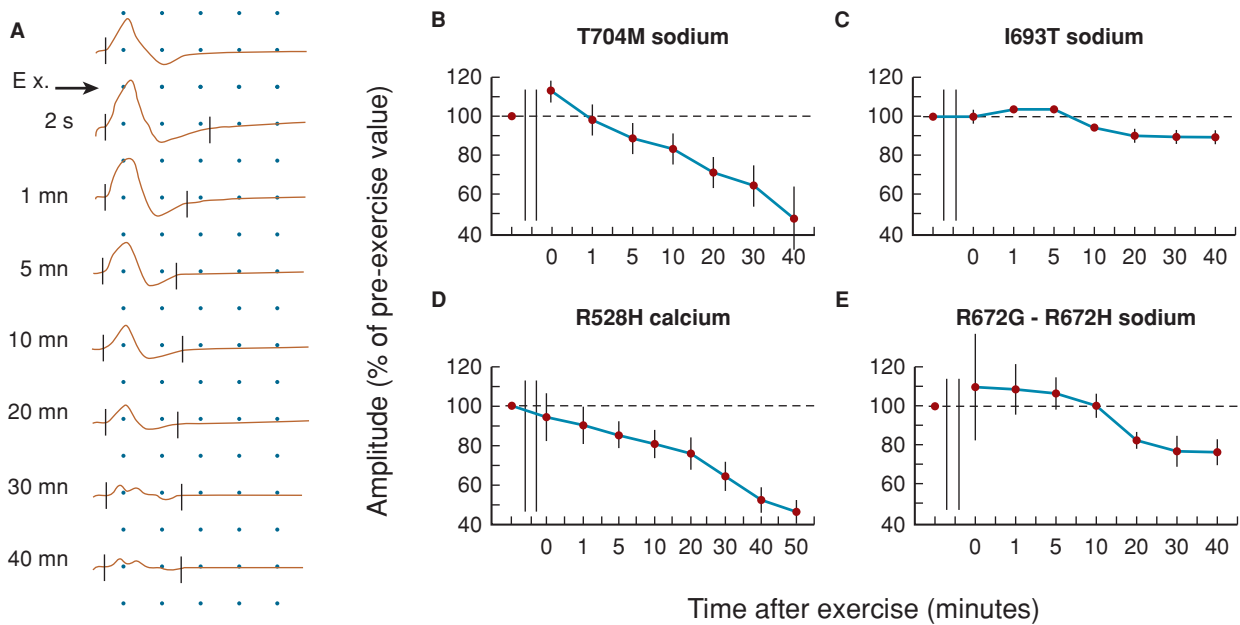 A
E x.
2 s
1 mn
5 mn
10 mn
20 mn
30 mn
40 mn
Amplitude (% of pre-exercise value)
B
T704M sodium
120
100
80
60
40
0 1 5 10 20 30 40
C
I693T sodium
120
100
80
60
40
0 1 5 10 20 30 40
D
R528H calcium
120
100
80
60
40
0 1 5 10 20 30 40 50
E
R672G - R672H sodium
120
100
80
60
40
0 1 5 10 20 30 40
Time after exercise (minutes)